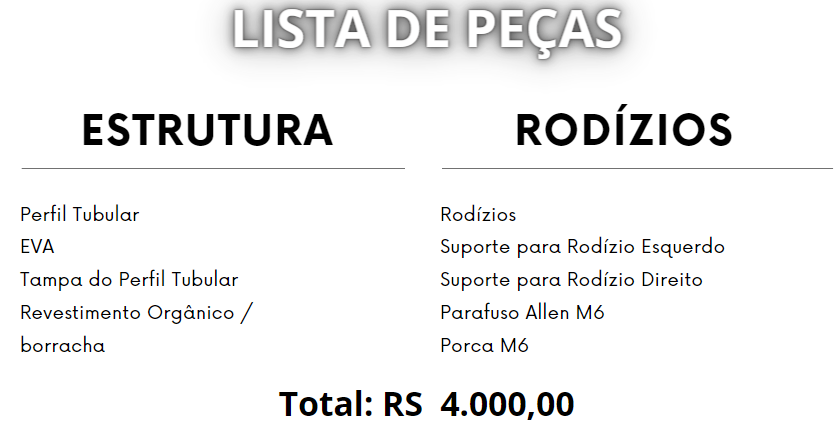 LISTA DE PEÇAS
ESTRUTURA
Perfil Tubular
EVA
Tampa do Perfil Tubular
Revestimento Orgânico /
borracha
RODÍZIOS
Rodízios
Suporte para Rodízio Esquerdo
Suporte para Rodízio Direito
Parafuso Allen M6
Porca M6
Total: RS 4.000,00